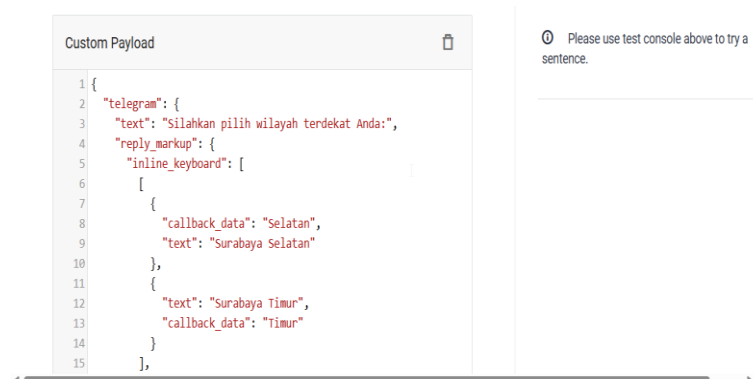 Custom Payload
1 {
2 "telegram": {
3 "text": "Silahkan pilih wilayah terdekat Anda:",
4 "reply_markup": {
5 "inline_keyboard": [
6 [
7 {
8 "callback_data": "Selatan",
9 "text": "Surabaya Selatan"
10 },
11 {
12 "text": "Surabaya Timur",
13 "callback_data": "Timur"
14 }
15 ],
Please use test console above to try a
sentence.